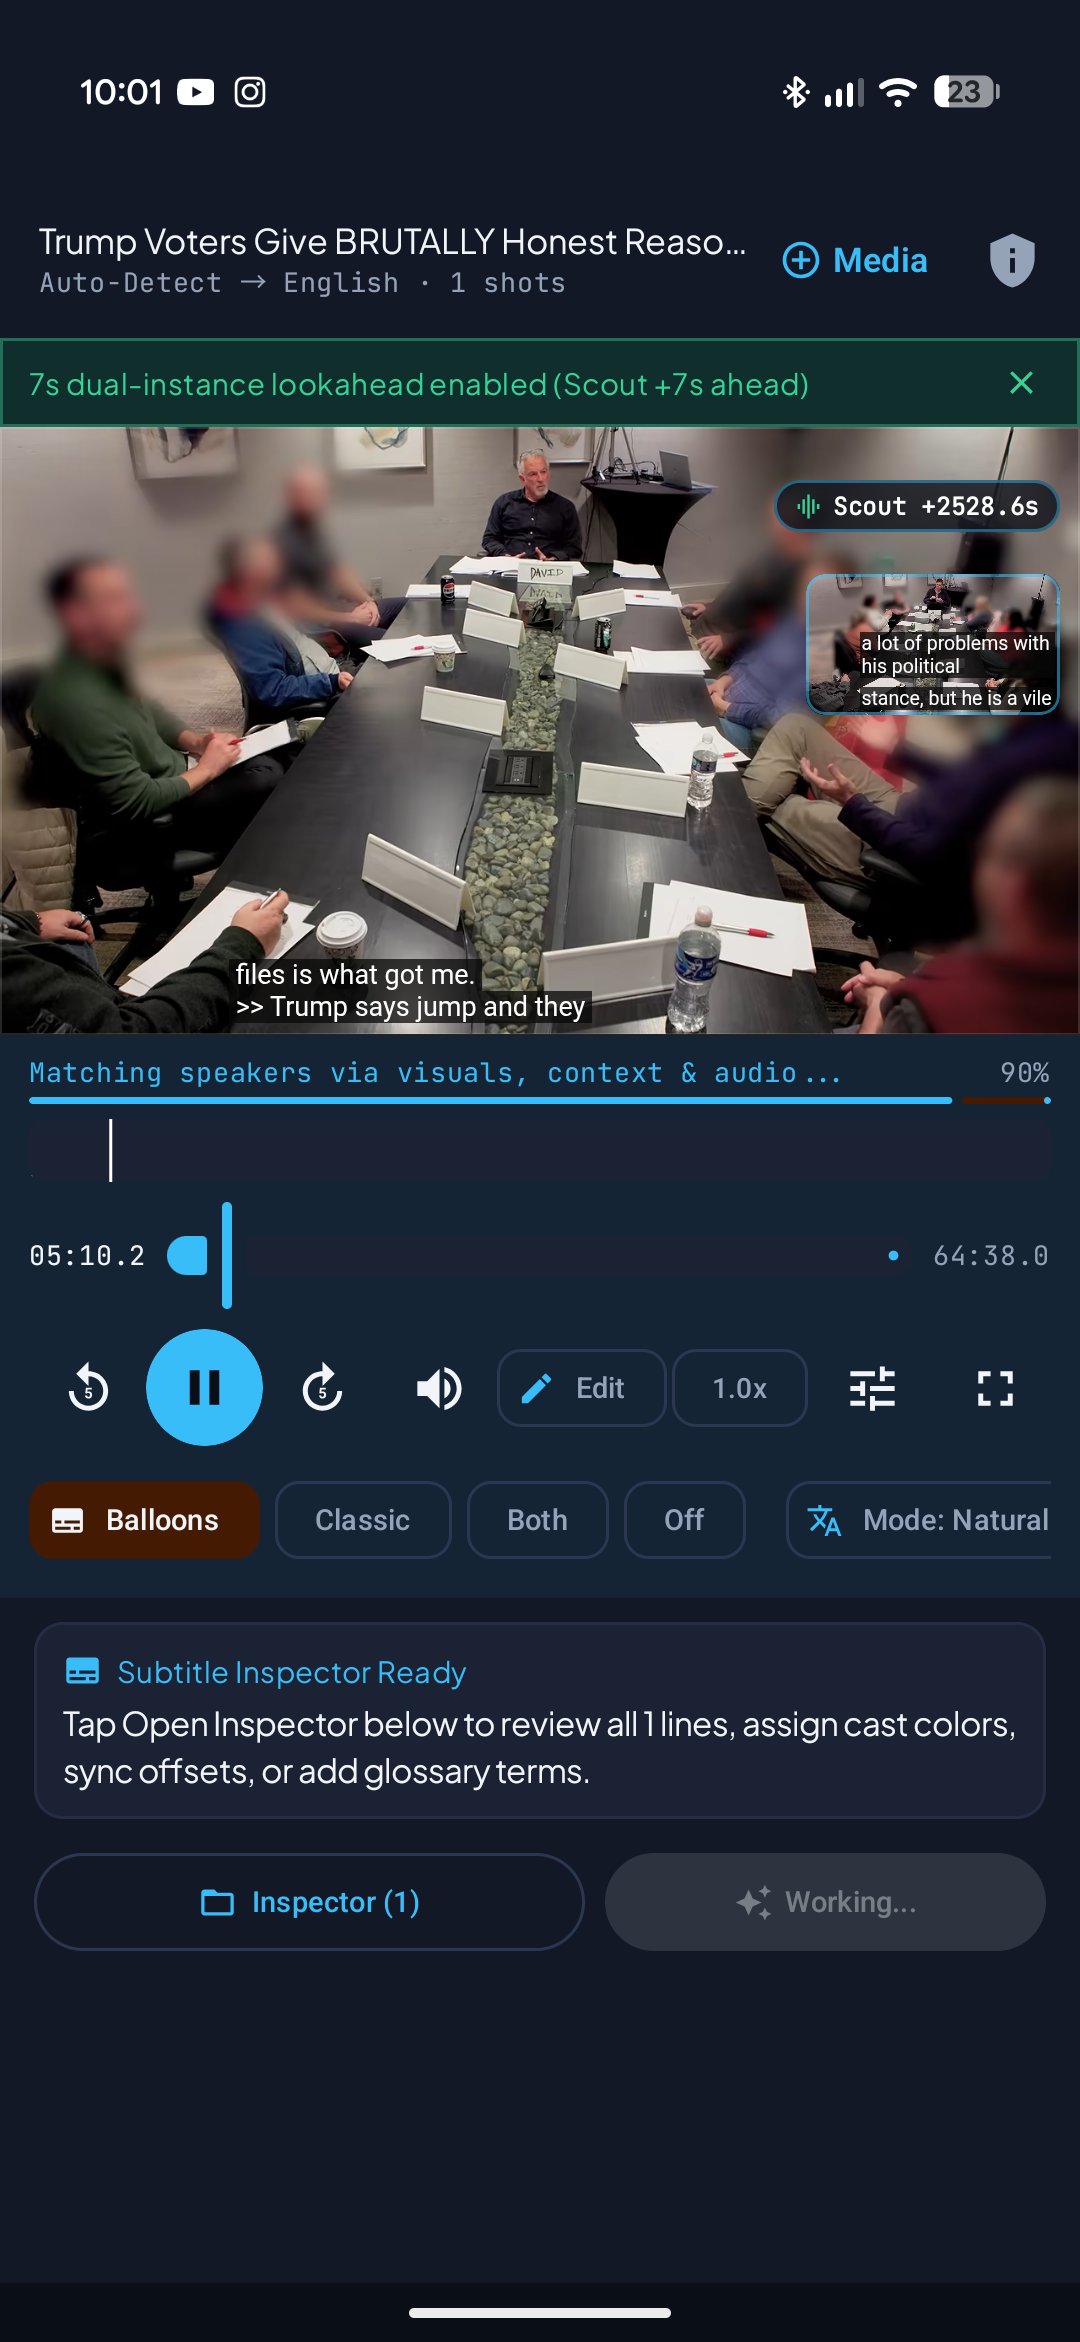 10:01
23
Trump Voters Give BRUTALLY Honest Reaso...
Auto-Detect → English · 1 shots
+ Media
7s dual-instance lookahead enabled (Scout +7s ahead)
Scout +2528.6s
DAVID
a lot of problems with
his political
stance, but he is a vile
files is what got me.
>> Trump says jump and they
Matching speakers via visuals, context & audio...
90%
05:10.2
64:38.0
5
5
Edit
1.0x
Balloons
Classic
Both
Off
Mode: Natural
Subtitle Inspector Ready
Tap Open Inspector below to review all 1 lines, assign cast colors,
sync offsets, or add glossary terms.
Inspector (1)
Working...